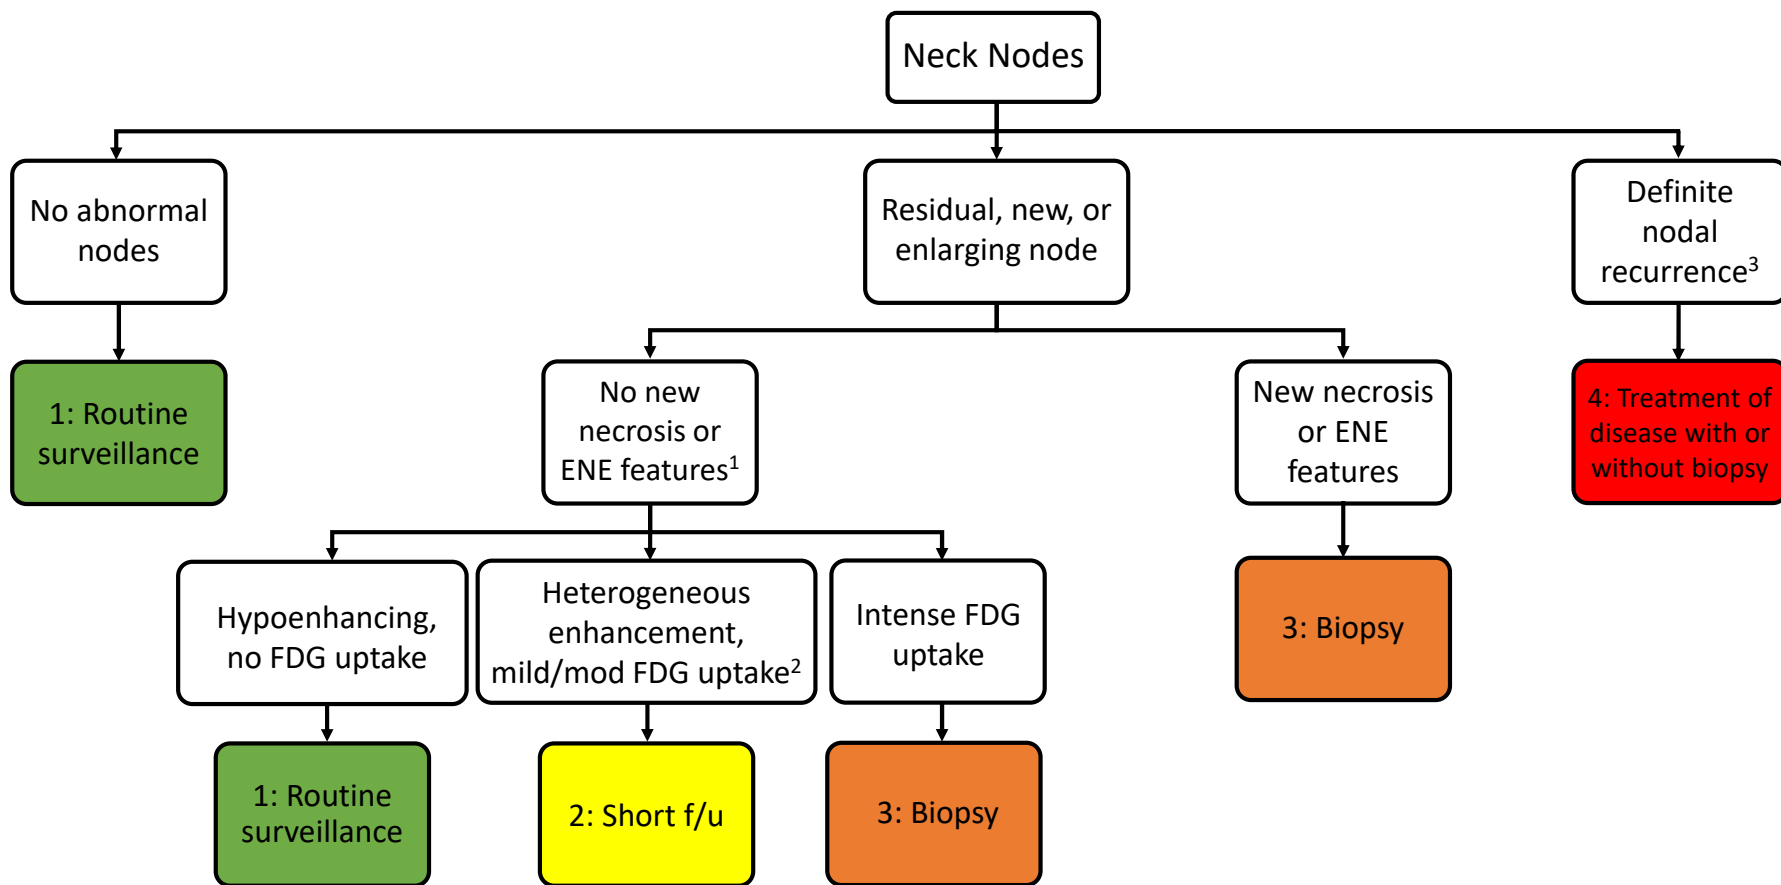 Neck Nodes
No abnormal
nodes
Residual, new, or
enlarging node
Definite
nodal
recurrence³
1: Routine
surveillance
No new
necrosis or
ENE features¹
New necrosis
or ENE
features
4: Treatment of
disease with or
without biopsy
Hypoenhancing,
no FDG uptake
Heterogeneous
enhancement,
mild/mod FDG uptake²
Intense FDG
uptake
3: Biopsy
1: Routine
surveillance
2: Short f/u
3: Biopsy